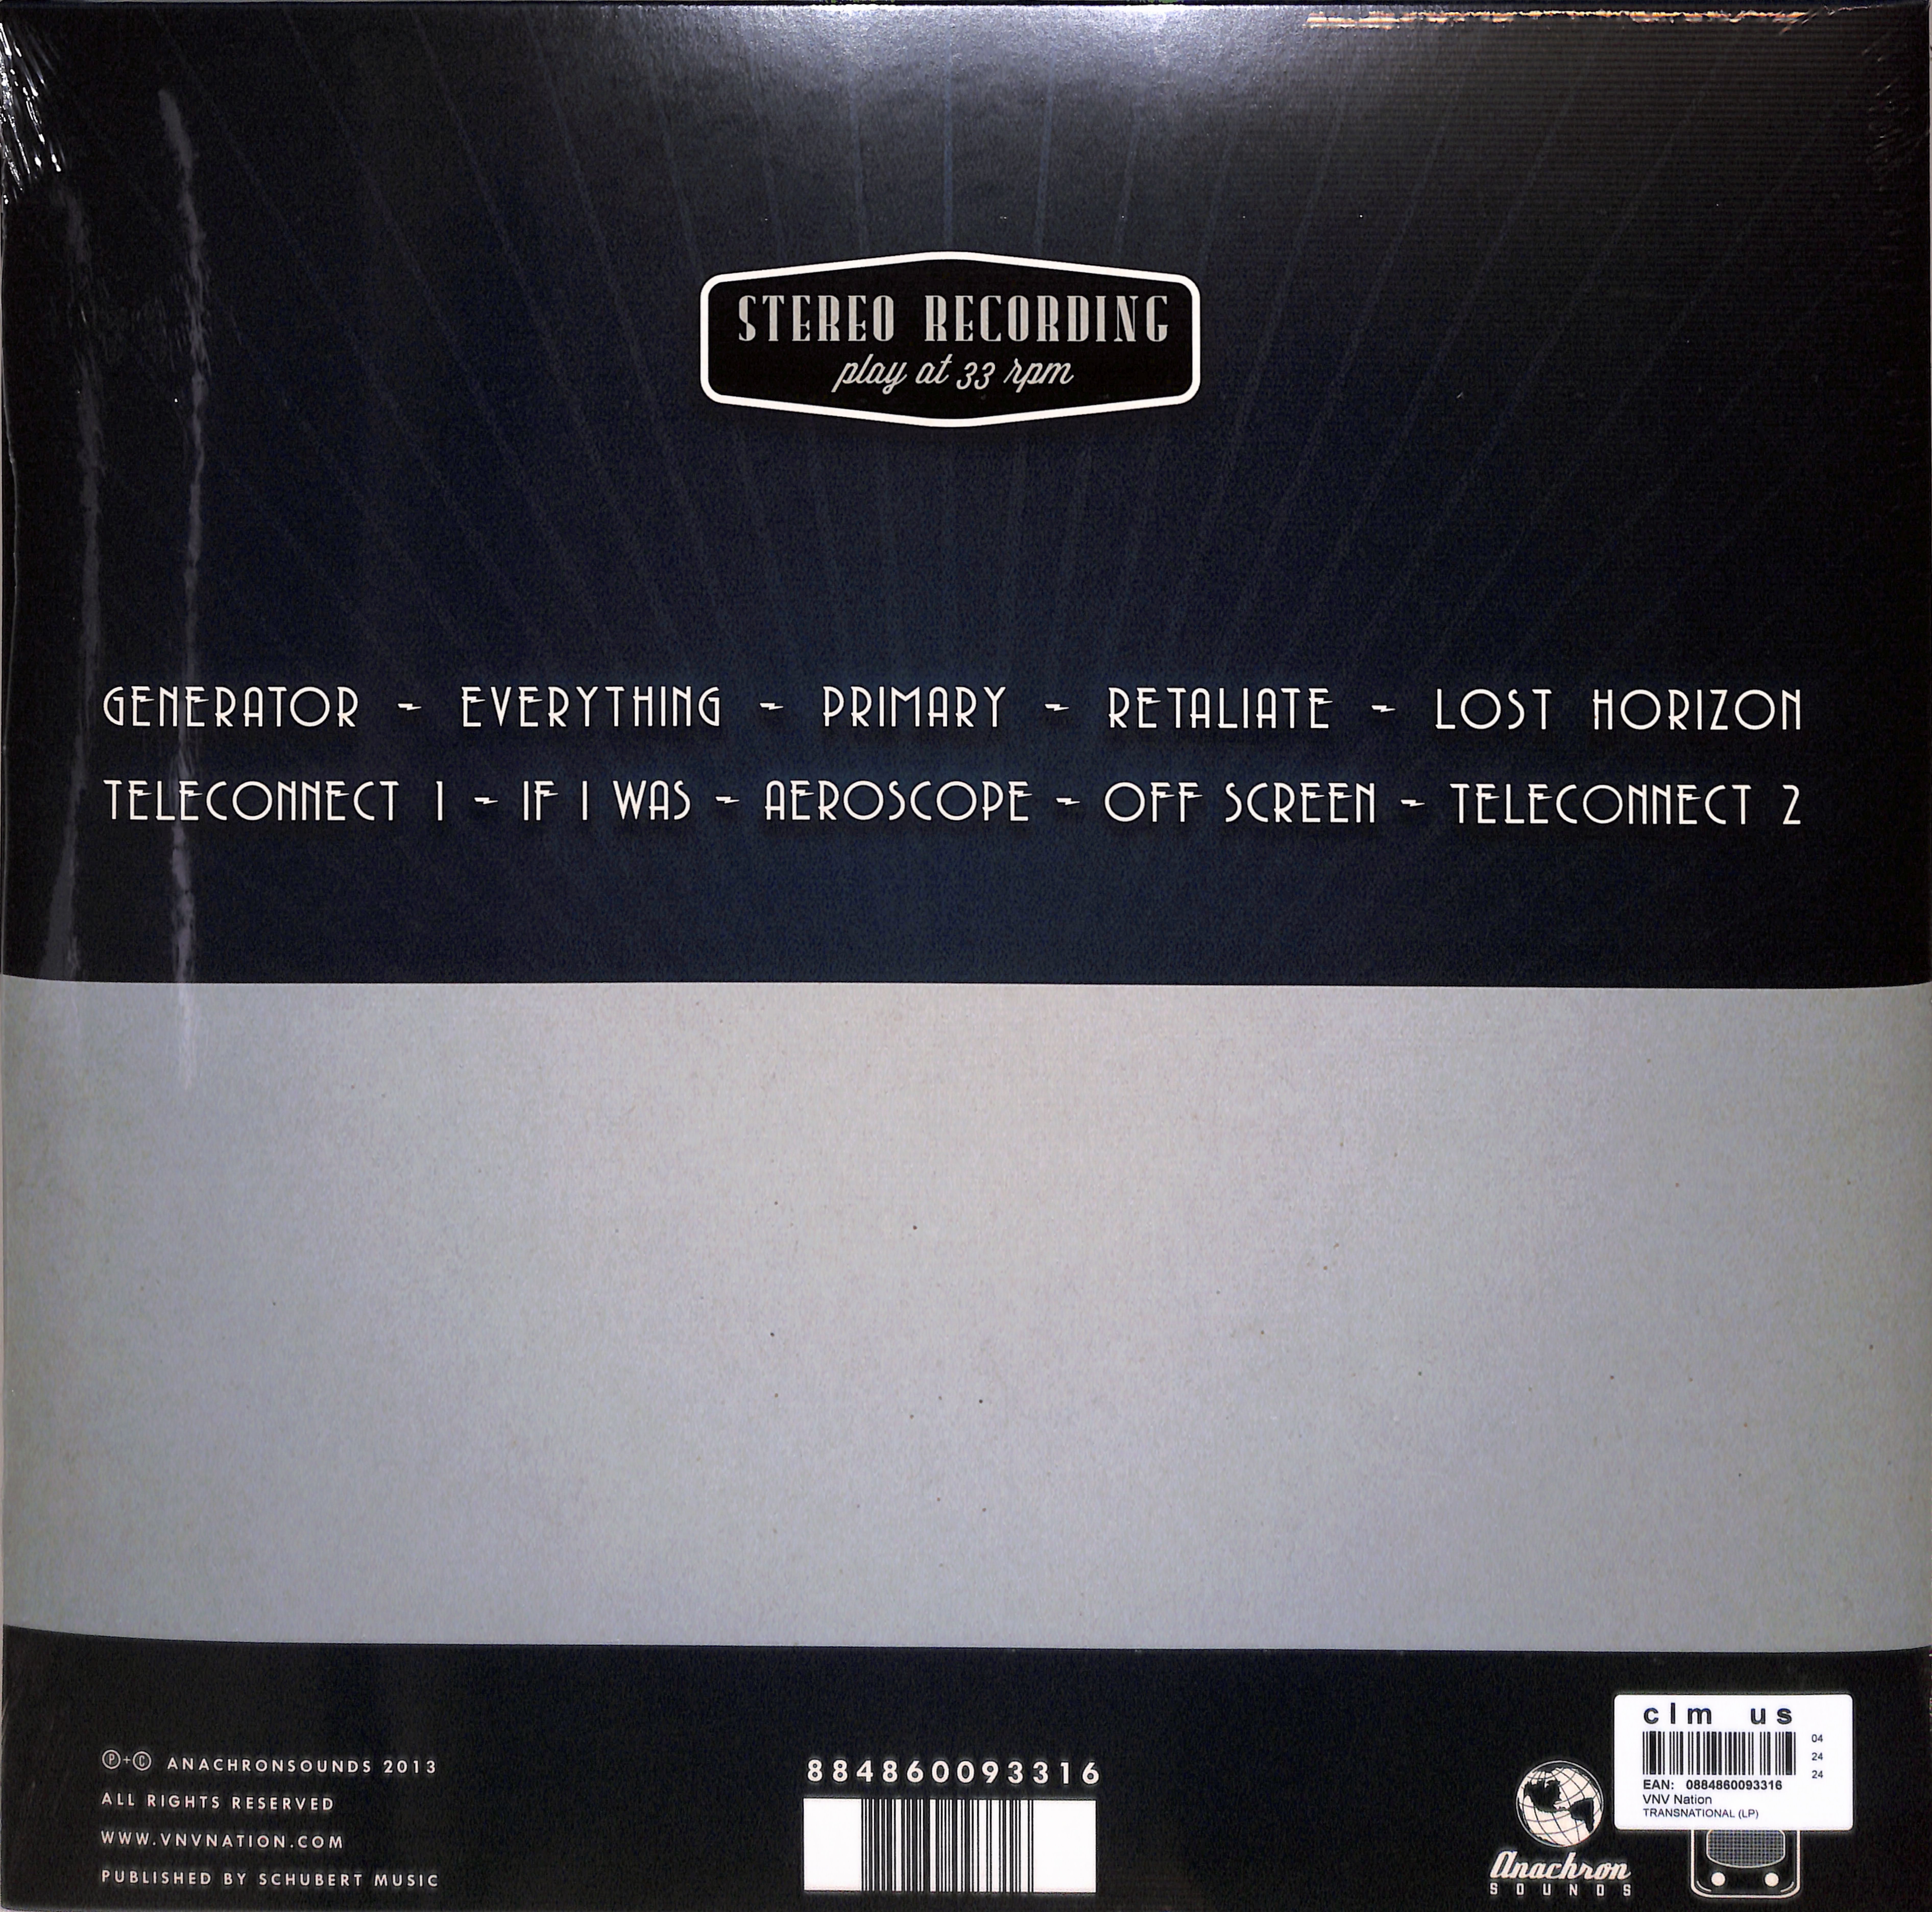 STEREO RECORDING
play at 33 rpm
GENERATOR - EVERYTHING - PRIMARY - RETALIATE - LOST HORIZON
TELECONNECT 1 - IF I WAS - AEROSCOPE - OFF SCREEN - TELECONNECT 2
Ⓟ+© ANACHRONSOUNDS 2013
ALL RIGHTS RESERVED
WWW.VNVNATION.COM
PUBLISHED BY SCHUBERT MUSIC
884860093316
Anachron
SOUNDS
clm us
04
24
24
EAN: 0884860093316
VNV Nation
TRANSNATIONAL (LP)